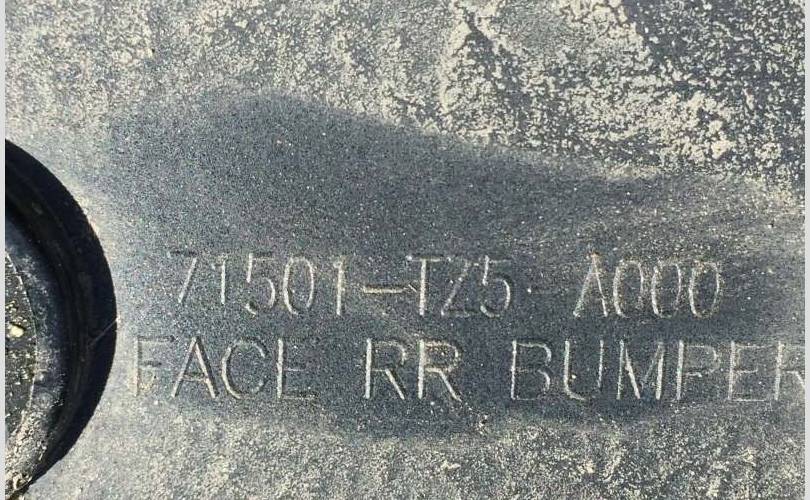 71501-TZ5-A000
FACE RR BUMPER